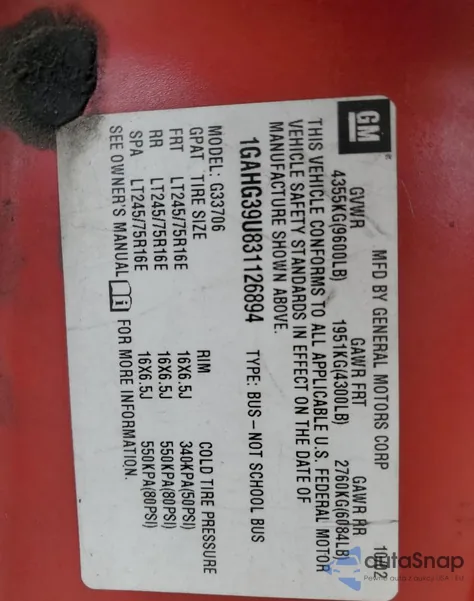 GM®
MFD BY GENERAL MOTORS CORP 10/02
GVWR GAWR FRT GAWR RR
4355KG(9600LB) 1951KG(4300LB) 2760KG(6084LB)
THIS VEHICLE CONFORMS TO ALL APPLICABLE U.S. FEDERAL MOTOR
VEHICLE SAFETY STANDARDS IN EFFECT ON THE DATE OF
MANUFACTURE SHOWN ABOVE.
1GAHG39U831126894 TYPE: BUS–NOT SCHOOL BUS
MODEL: G33706
GPAT TIRE SIZE RIM COLD TIRE PRESSURE
FRT LT245/75R16E 16X6.5J 340KPA(50PSI)
RR LT245/75R16E 16X6.5J 550KPA(80PSI)
SPA LT245/75R16E 16X6.5J 550KPA(80PSI)
SEE OWNER'S MANUAL FOR MORE INFORMATION.
autaSnap